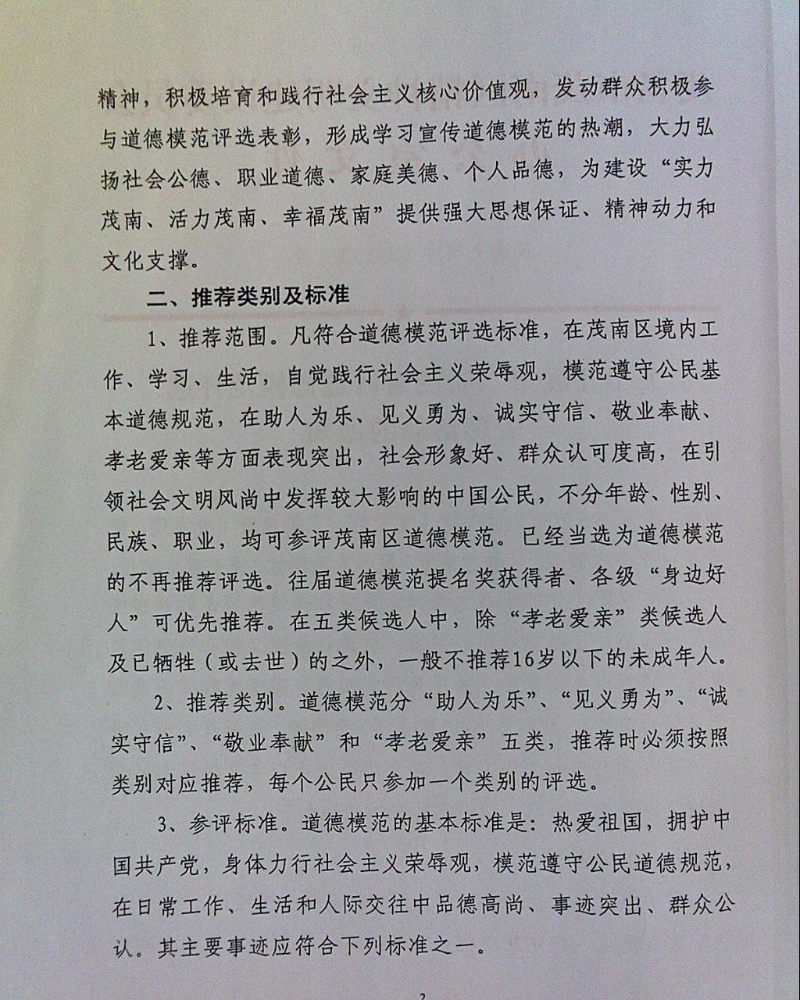 精神，积极培育和践行社会主义核心价值观，发动群众积极参
与道德模范评选表彰，形成学习宣传道德模范的热潮，大力弘
扬社会公德、职业道德、家庭美德、个人品德，为建设“实力
茂南、活力茂南、幸福茂南”提供强大思想保证、精神动力和
文化支撑。
二、推荐类别及标准
1、推荐范围。凡符合道德模范评选标准，在茂南区境内工
作、学习、生活，自觉践行社会主义荣辱观，模范遵守公民基
本道德规范，在助人为乐、见义勇为、诚实守信、敬业奉献、
孝老爱亲等方面表现突出，社会形象好、群众认可度高，在引
领社会文明风尚中发挥较大影响的中国公民，不分年龄、性别、
民族、职业，均可参评茂南区道德模范。已经当选为道德模范
的不再推荐评选。往届道德模范提名奖获得者、各级“身边好
人”可优先推荐。在五类候选人中，除“孝老爱亲”类候选人
及已牺牲（或去世）的之外，一般不推荐16岁以下的未成年人。
2、推荐类别。道德模范分“助人为乐”、“见义勇为”、“诚
实守信”、“敬业奉献”和“孝老爱亲”五类，推荐时必须按照
类别对应推荐，每个公民只参加一个类别的评选。
3、参评标准。道德模范的基本标准是：热爱祖国，拥护中
国共产党，身体力行社会主义荣辱观，模范遵守公民道德规范，
在日常工作、生活和人际交往中品德高尚、事迹突出、群众公
认。其主要事迹应符合下列标准之一。
2